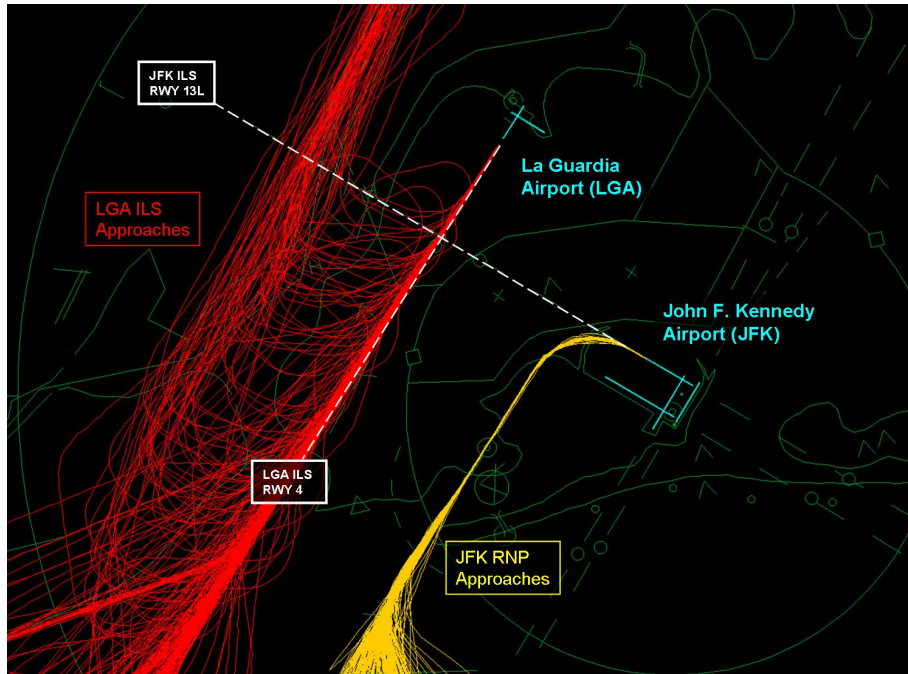 JFK ILS
RWY 13L
La Guardia
Airport (LGA)
LGA ILS
Approaches
John F. Kennedy
Airport (JFK)
LGA ILS
RWY 4
JFK RNP
Approaches